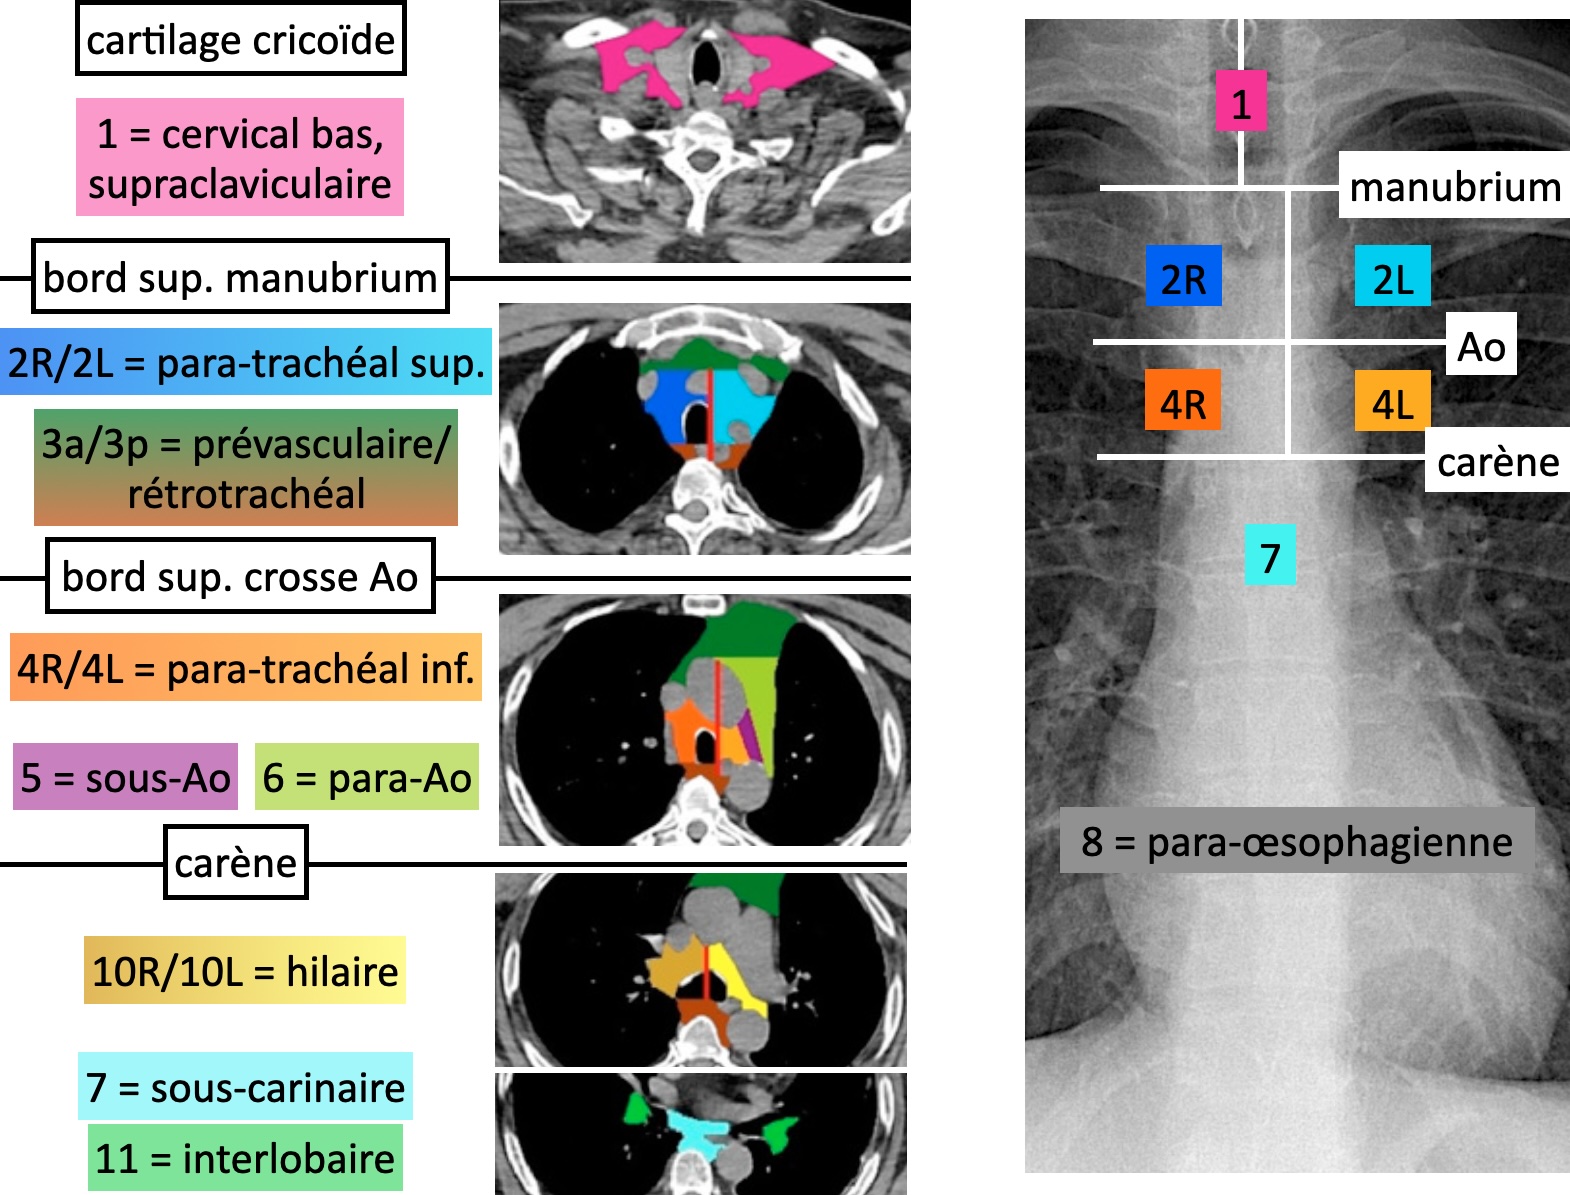 cartilage cricoïde
1 = cervical bas,
supraclaviculaire
bord sup. manubrium
2R/2L = para-trachéal sup.
3a/3p = prévasculaire/
rétrotrachéal
bord sup. crosse Ao
4R/4L = para-trachéal inf.
5 = sous-Ao
6 = para-Ao
carène
10R/10L = hilaire
7 = sous-carinaire
11 = interlobaire
1
manubrium
2R
2L
Ao
4R
4L
carène
7
8 = para-œsophagienne